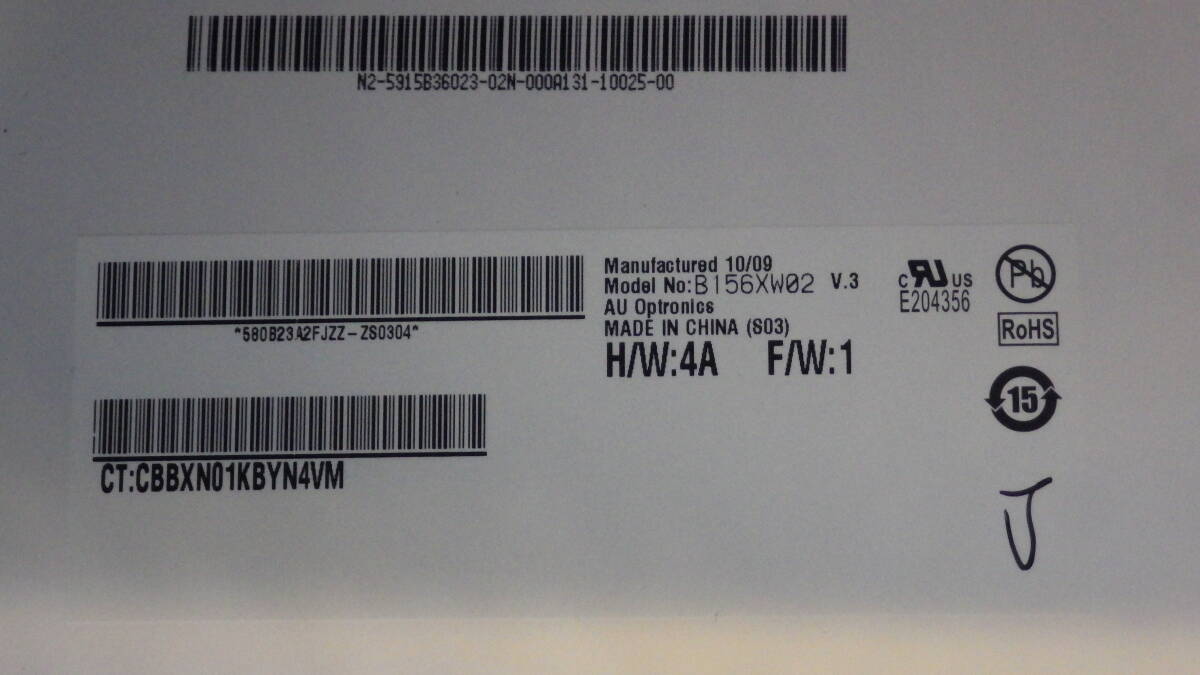 N2-5915B36023-02N-000A131-10025-00
*580B23A2FJZZ-ZS0304*
Manufactured 10/09
Model No:B156XW02 V.3
AU Optronics
MADE IN CHINA (S03)
H/W:4A F/W:1
c RU US
E204356
Pb
RoHS
15
CT:CBBXN01KBYN4VM
J